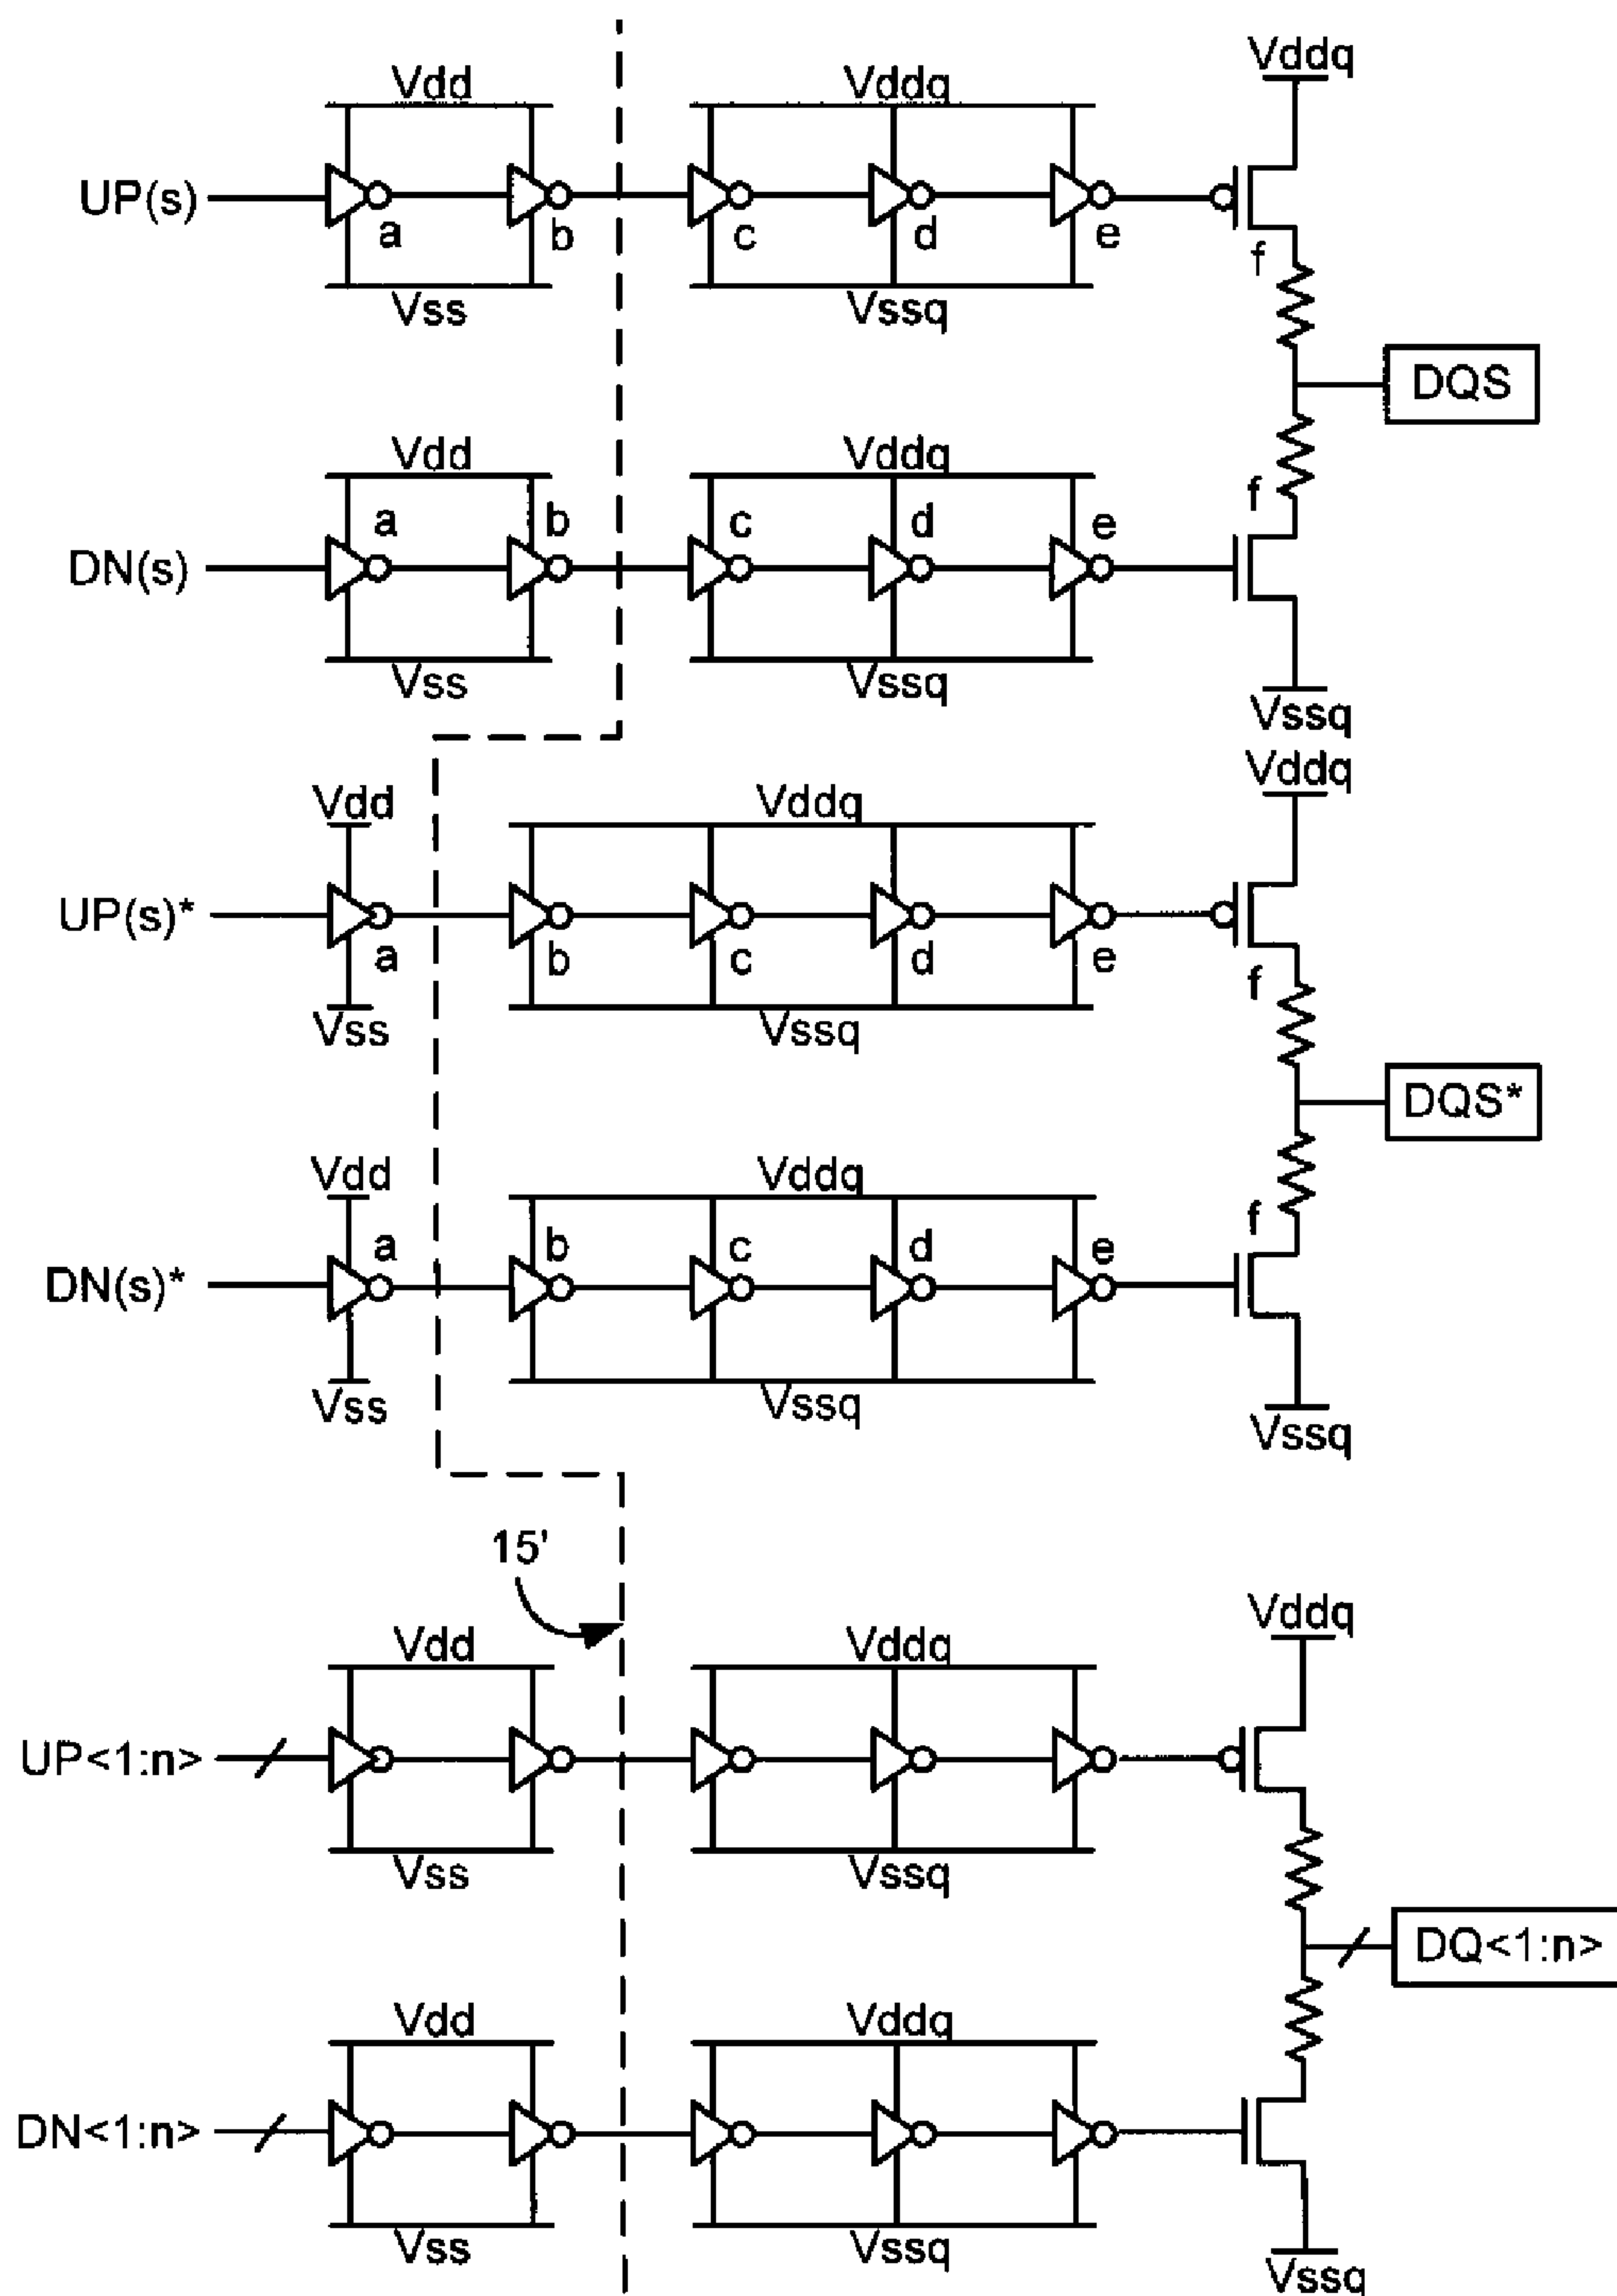 Vdd Vddq Vddq
UP(s) a b c d e f
Vss Vssq
DQS
Vdd Vddq f
DN(s) a b c d e
Vss Vssq Vssq
Vdd Vddq Vddq
UP(s)* a b c d e f
Vss Vssq
DQS*
Vdd Vddq f
DN(s)* a b c d e
Vss Vssq Vssq
15'
Vdd Vddq Vddq
UP<1:n>
Vss Vssq
DQ<1:n>
Vdd Vddq
DN<1:n>
Vss Vssq Vssq